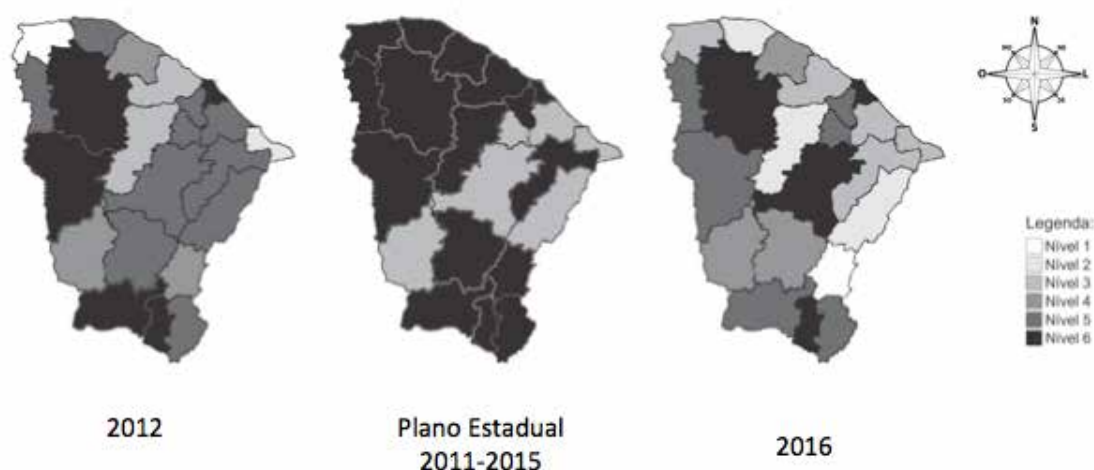 N
O
L
S
Legenda:
Nível 1
Nível 2
Nível 3
Nível 4
Nível 5
Nível 6
2012
Plano Estadual
2011-2015
2016